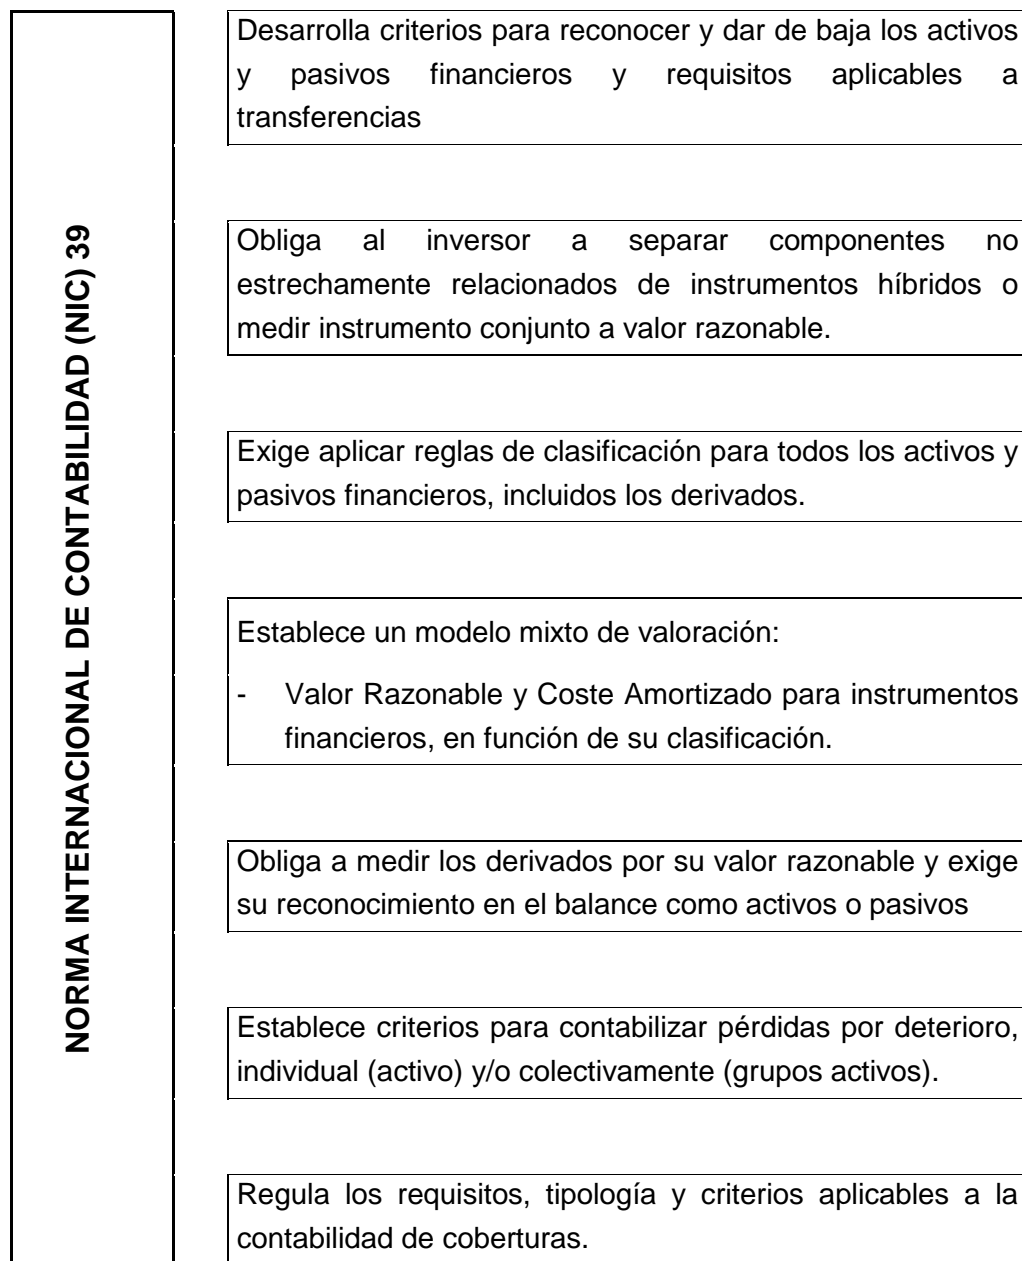 NORMA INTERNACIONAL DE CONTABILIDAD (NIC) 39
Desarrolla criterios para reconocer y dar de baja los activos
y pasivos financieros y requisitos aplicables a
transferencias
Obliga al inversor a separar componentes no
estrechamente relacionados de instrumentos híbridos o
medir instrumento conjunto a valor razonable.
Exige aplicar reglas de clasificación para todos los activos y
pasivos financieros, incluidos los derivados.
Establece un modelo mixto de valoración:
- Valor Razonable y Coste Amortizado para instrumentos
financieros, en función de su clasificación.
Obliga a medir los derivados por su valor razonable y exige
su reconocimiento en el balance como activos o pasivos
Establece criterios para contabilizar pérdidas por deterioro,
individual (activo) y/o colectivamente (grupos activos).
Regula los requisitos, tipología y criterios aplicables a la
contabilidad de coberturas.